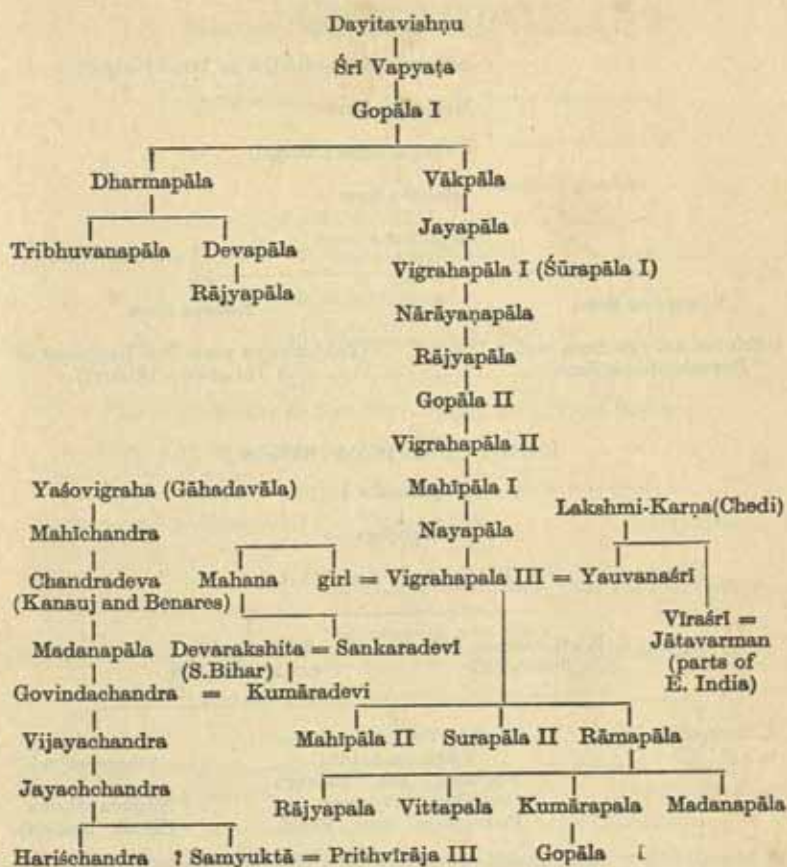 Dayitavishṇu
Śrī Vapyaṭa
Gopāla I
Dharmapāla Vākpāla
Jayapāla
Tribhuvanapāla Devapāla
Vigrahapāla I (Śūrapāla I)
Rājyapāla
Nārāyaṇapāla
Rājyapāla
Gopāla II
Vigrahapāla II
Yaśovigraha (Gāhadavāla) Mahīpāla I
Lakshmi-Karṇa(Chedi)
Mahīchandra Nayapāla
Chandradeva Mahana girl = Vigrahapala III = Yauvanaśrī
(Kanauj and Benares)
Vīraśrī =
Madanapāla Devarakshita = Sankaradevī Jātavarman
(S.Bihar) (parts of
Govindachandra = Kumāradevi E. India)
Vijayachandra Mahīpāla II Surapāla II Rāmapāla
Jayachchandra
Rājyapala Vittapala Kumārapala Madanapāla
Hariśchandra ? Samyuktā = Prithvīrāja III Gopāla